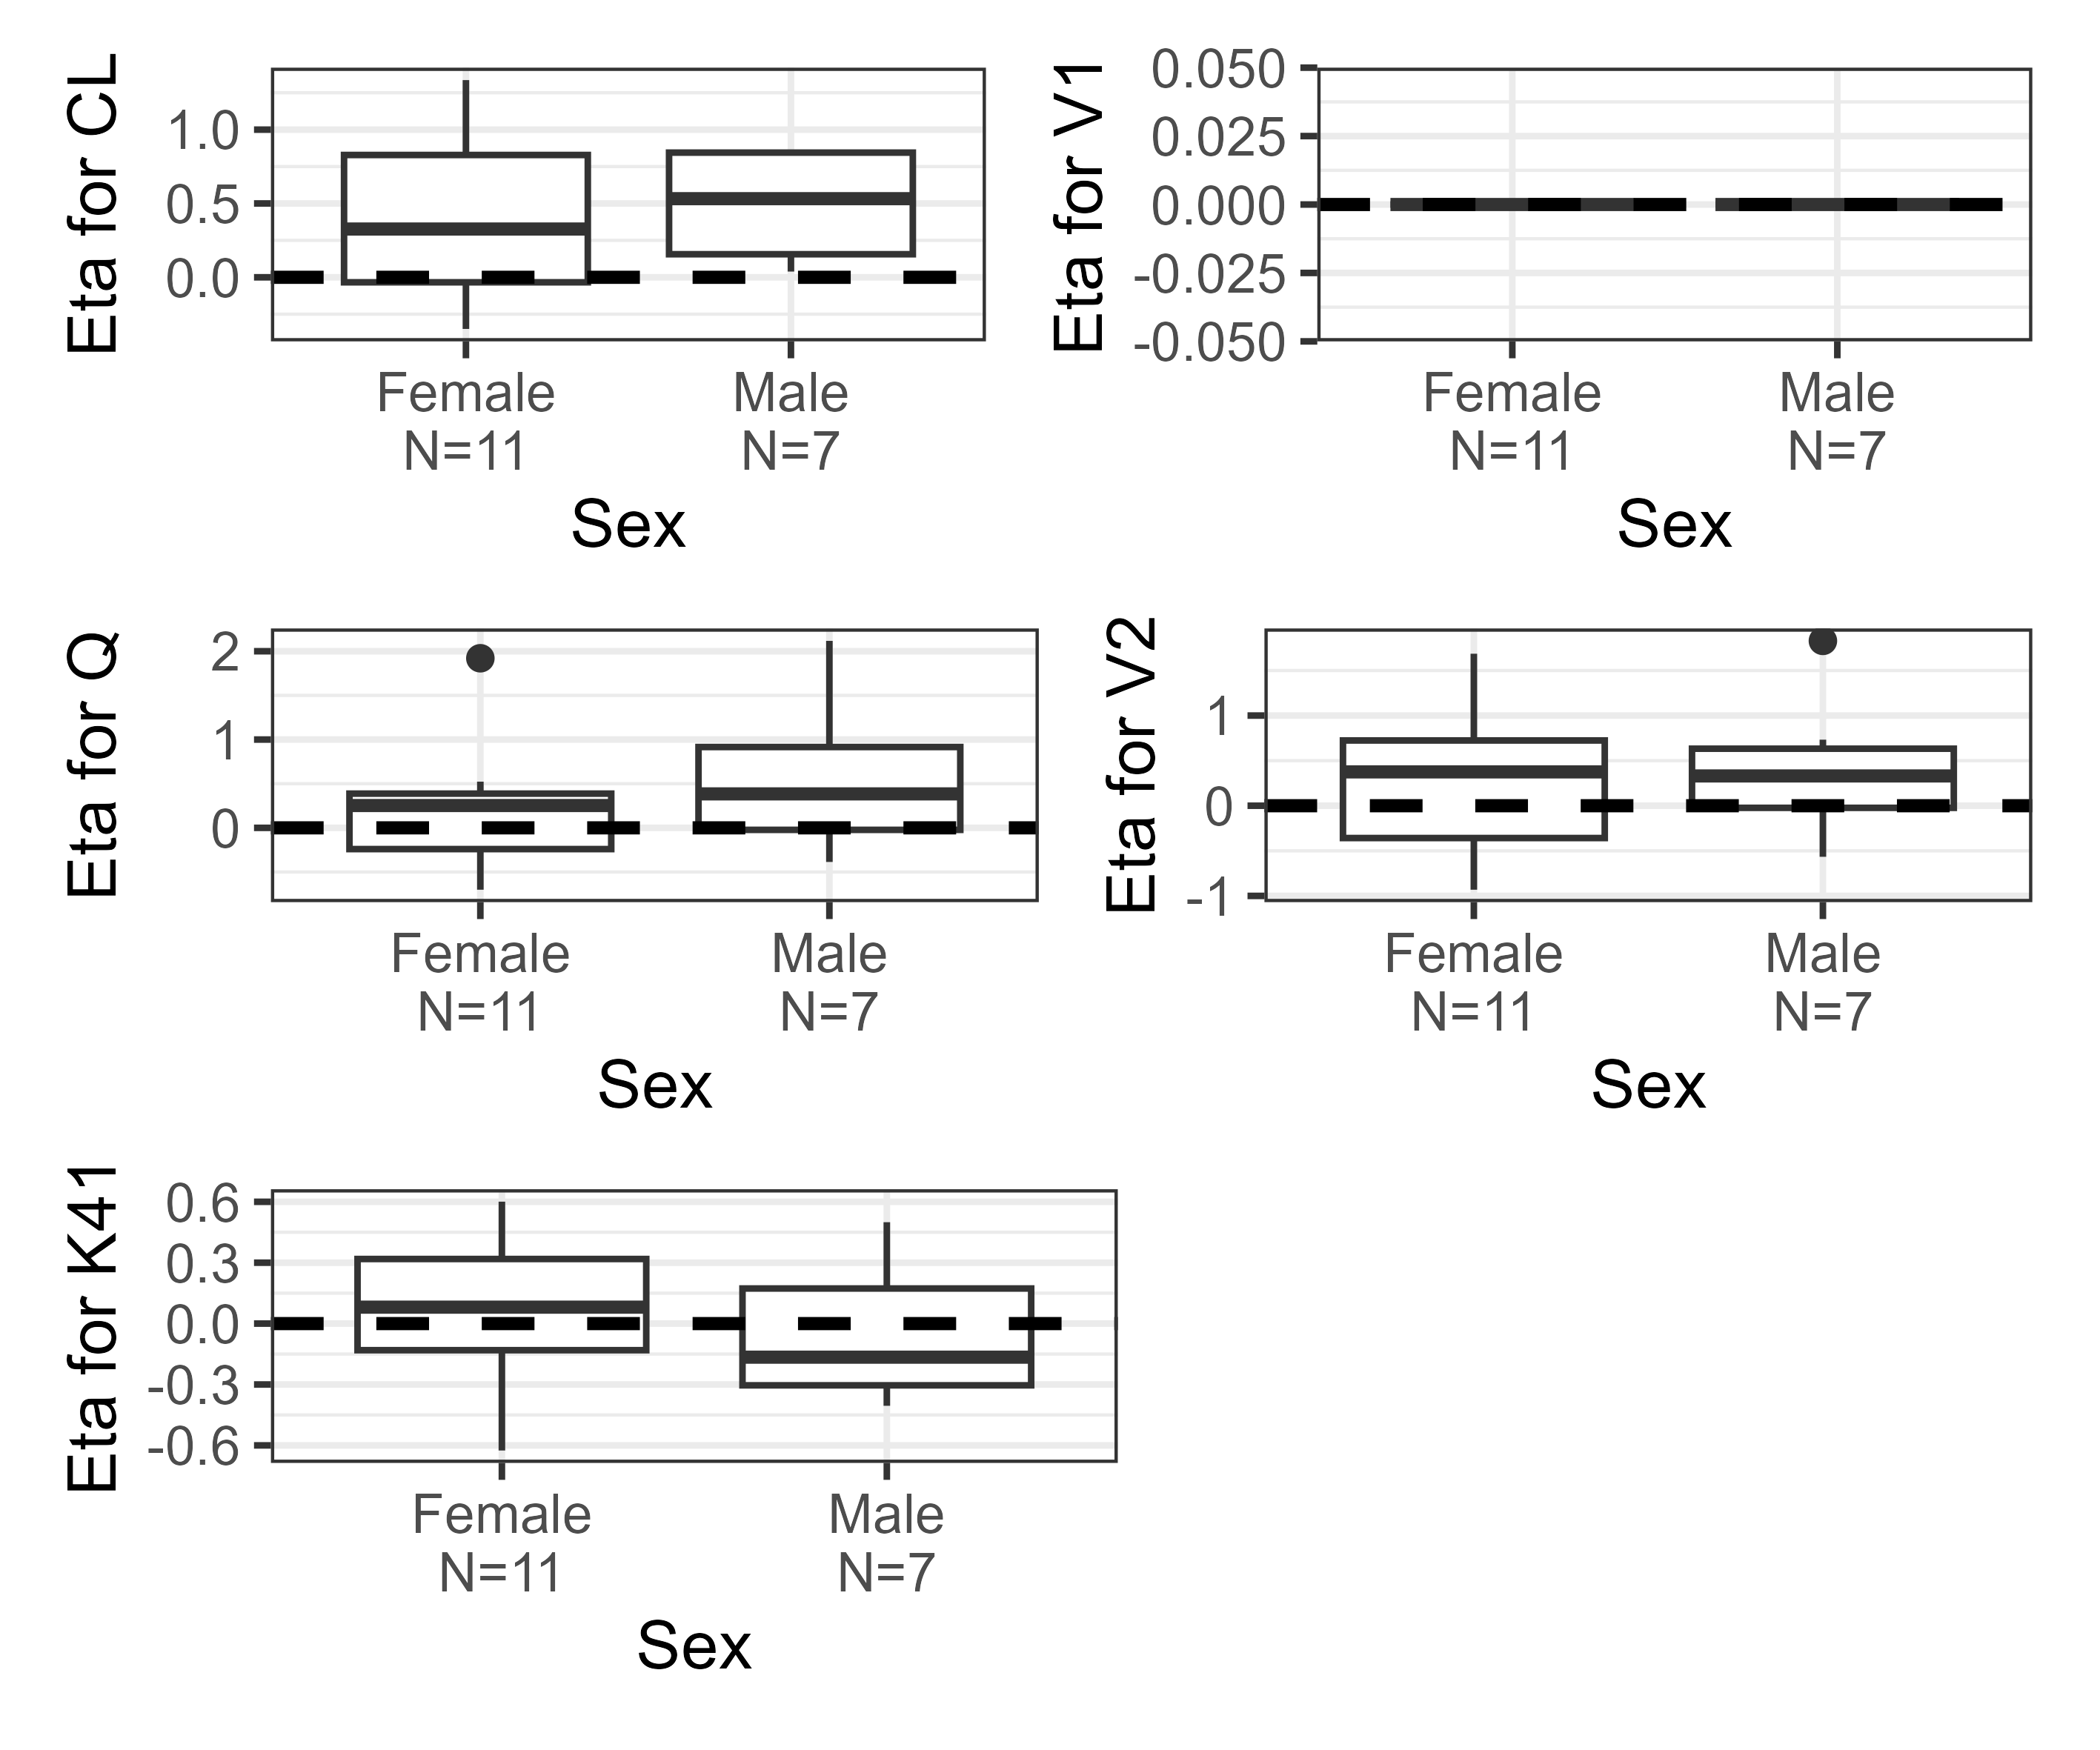 Eta for CL
1.0
0.5
0.0
Female Male
N=11 N=7
Sex
Eta for V1
0.050
0.025
0.000
-0.025
-0.050
Female Male
N=11 N=7
Sex
Eta for Q
2
1
0
Female Male
N=11 N=7
Sex
Eta for V2
1
0
-1
Female Male
N=11 N=7
Sex
Eta for K41
0.6
0.3
0.0
-0.3
-0.6
Female Male
N=11 N=7
Sex